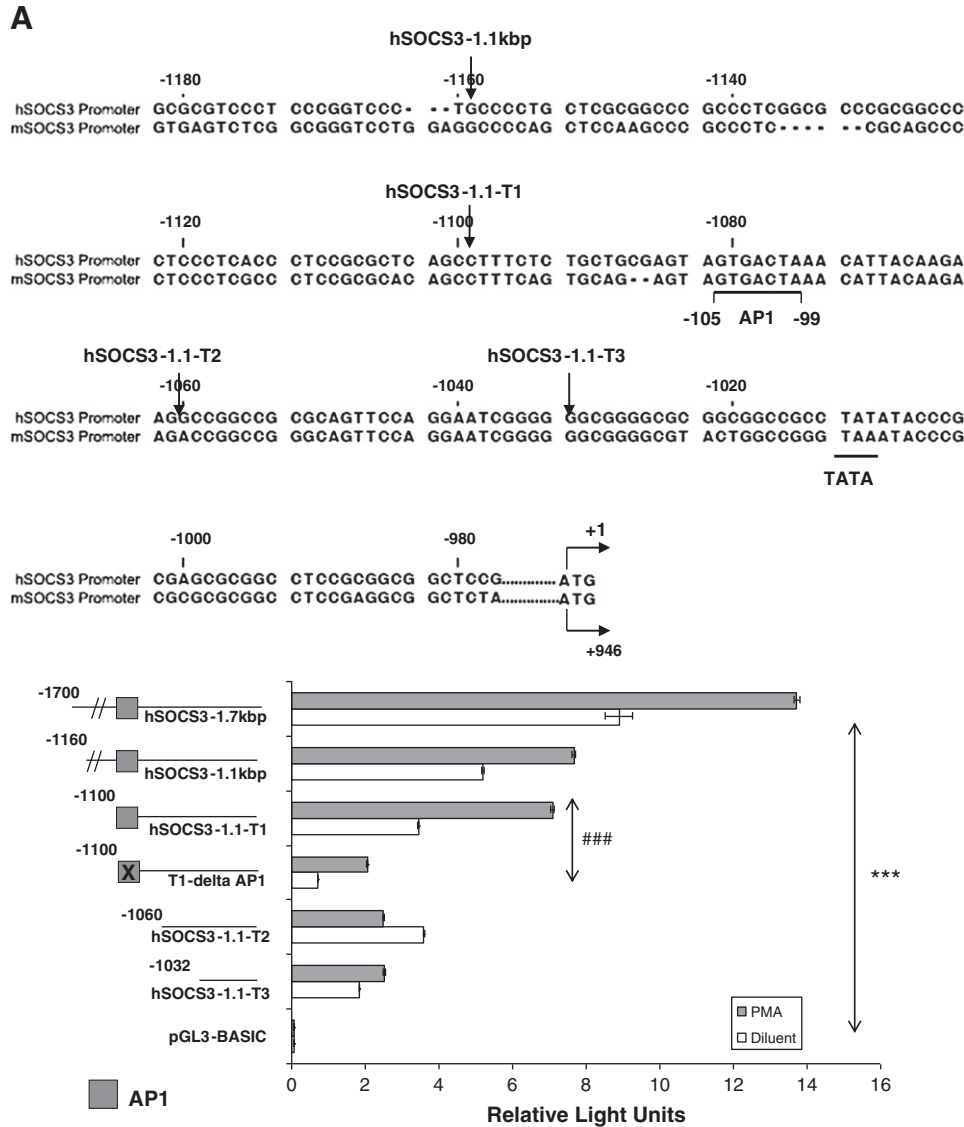 A
hSOCS3-1.1kbp
-1180 -1160 -1140
hSOCS3 Promoter GCGCGTCCCT CCCGGTCCC- --TGCCCCTG CTCGCGGCCC GCCCTCGGCG CCCGCGGCCC
mSOCS3 Promoter GTGAGTCTCG GCGGGTCCTG GAGGCCCCAG CTCCAAGCCC GCCCTC---- --CGCAGCCC
hSOCS3-1.1-T1
-1120 -1100 -1080
hSOCS3 Promoter CTCCCTCACC CTCCGCGCTC AGCCTTTCTC TGCTGCGAGT AGTGACTAAA CATTACAAGA
mSOCS3 Promoter CTCCCTCGCC CTCCGCGCAC AGCCTTTCAG TGCAG--AGT AGTGACTAAA CATTACAAGA
-105 AP1 -99
hSOCS3-1.1-T2 hSOCS3-1.1-T3
-1060 -1040 -1020
hSOCS3 Promoter AGGCCGGCCG CGCAGTTCCA GGAATCGGGG GGCGGGGCGC GGCGGCCGCC TATATACCCG
mSOCS3 Promoter AGACCGGCCG GGCAGTTCCA GGAATCGGGG GGCGGGGCGT ACTGGCCGGG TAAATACCCG
TATA
-1000 -980 +1
hSOCS3 Promoter CGAGCGCGGC CTCCGCGGCG GCTCCG.............ATG
mSOCS3 Promoter CGCGCGCGGC CTCCGAGGCG GCTCTA.............ATG
+946
-1700
hSOCS3-1.7kbp
-1160
hSOCS3-1.1kbp
-1100
hSOCS3-1.1-T1
###
-1100
X
T1-delta AP1
***
-1060
hSOCS3-1.1-T2
-1032
hSOCS3-1.1-T3
PMA
Diluent
pGL3-BASIC
0 2 4 6 8 10 12 14 16
AP1
Relative Light Units